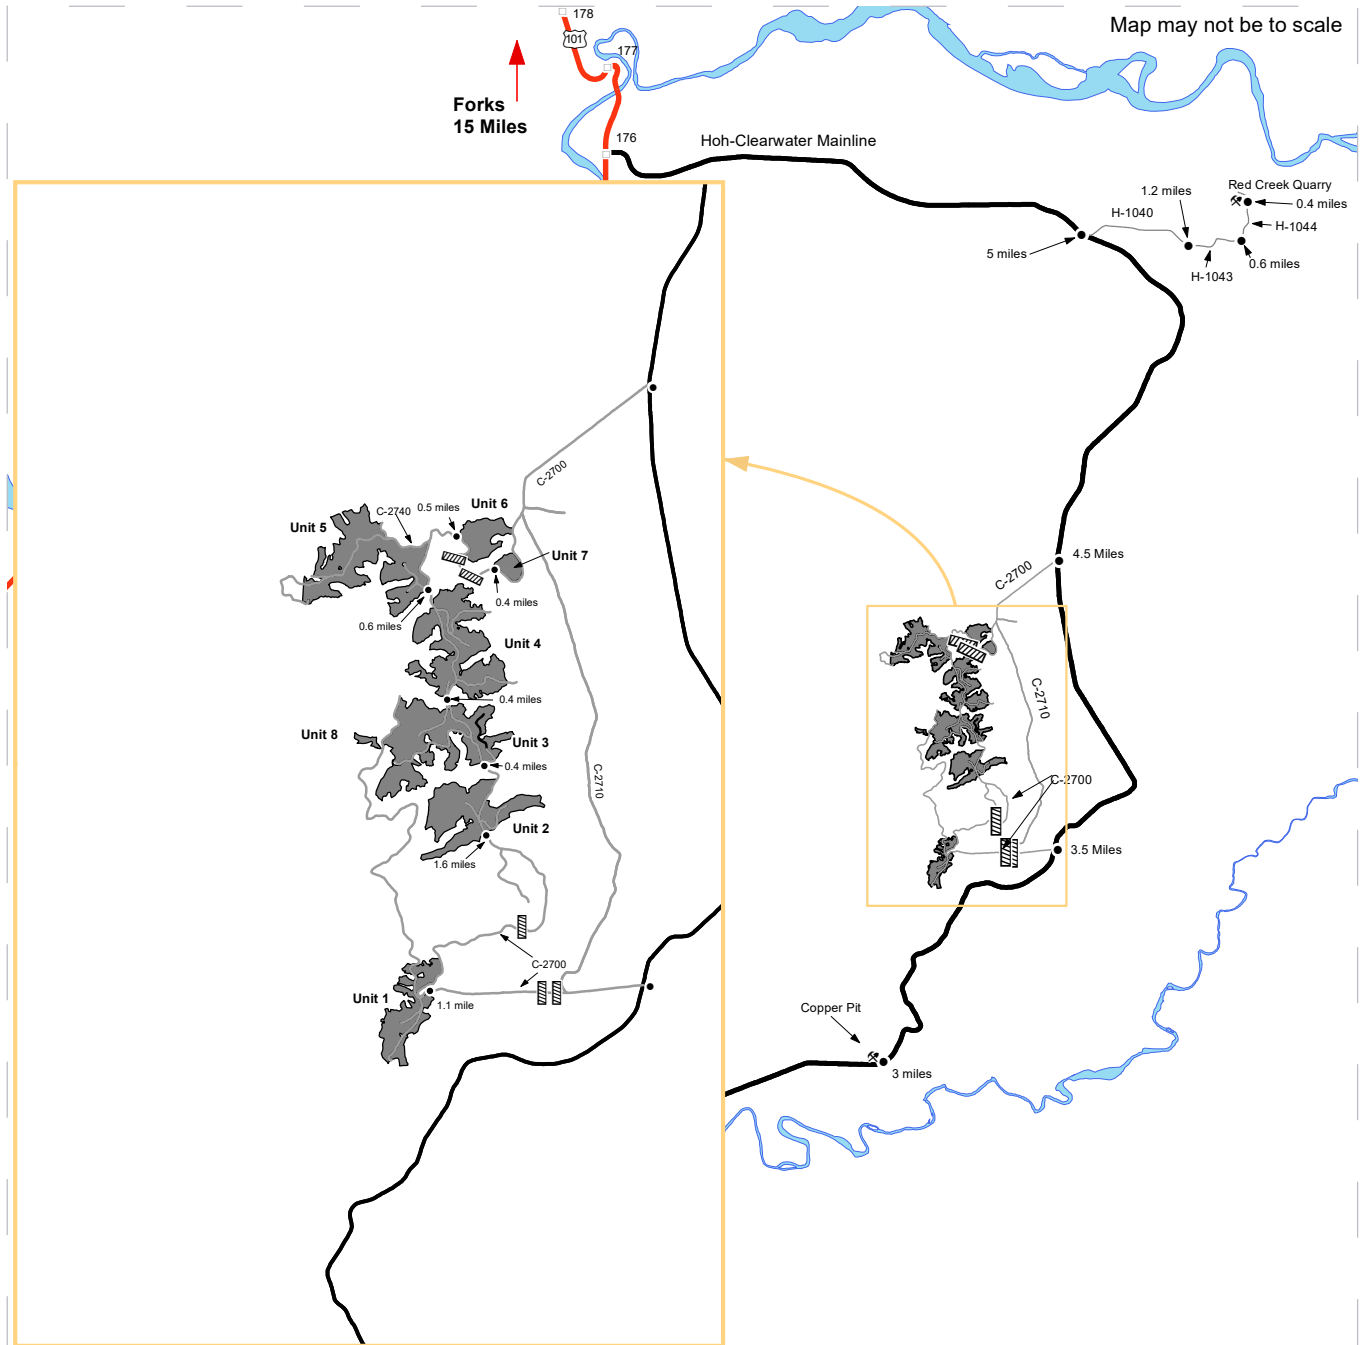 Map may not be to scale
178
101
177
Forks
15 Miles
176
Hoh-Clearwater Mainline
Red Creek Quarry
1.2 miles
0.4 miles
H-1040
H-1044
5 miles
0.6 miles
H-1043
C-2700
Unit 6
0.5 miles
C-2740
Unit 5
Unit 7
4.5 Miles
C-2700
0.4 miles
0.6 miles
Unit 4
0.4 miles
C-2710
Unit 8
Unit 3
0.4 miles
C-2710
C-2700
Unit 2
3.5 Miles
1.6 miles
C-2700
Unit 1
1.1 mile
Copper Pit
3 miles